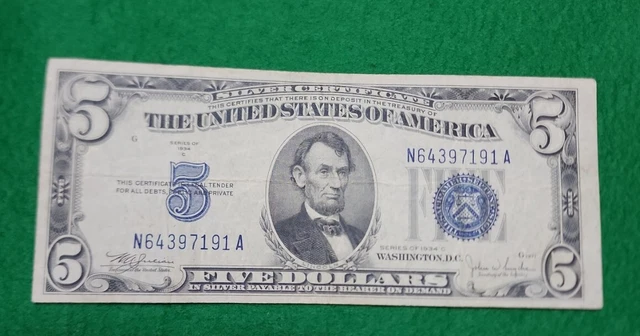 5 SILVER CERTIFICATE 5
THIS CERTIFIES THAT THERE IS ON DEPOSIT IN THE TREASURY OF
THE UNITED STATES OF AMERICA
G
SERIES OF
1934
N64397191A
5
THIS CERTIFICATE LEGAL TENDER
FOR ALL DEBTS, AND PRIVATE
FIVE
N64397191A
SERIES OF 1934 C
WASHINGTON, D.C.
5 FIVE DOLLARS 5
IN SILVER PAYABLE TO THE BEARER ON DEMAND